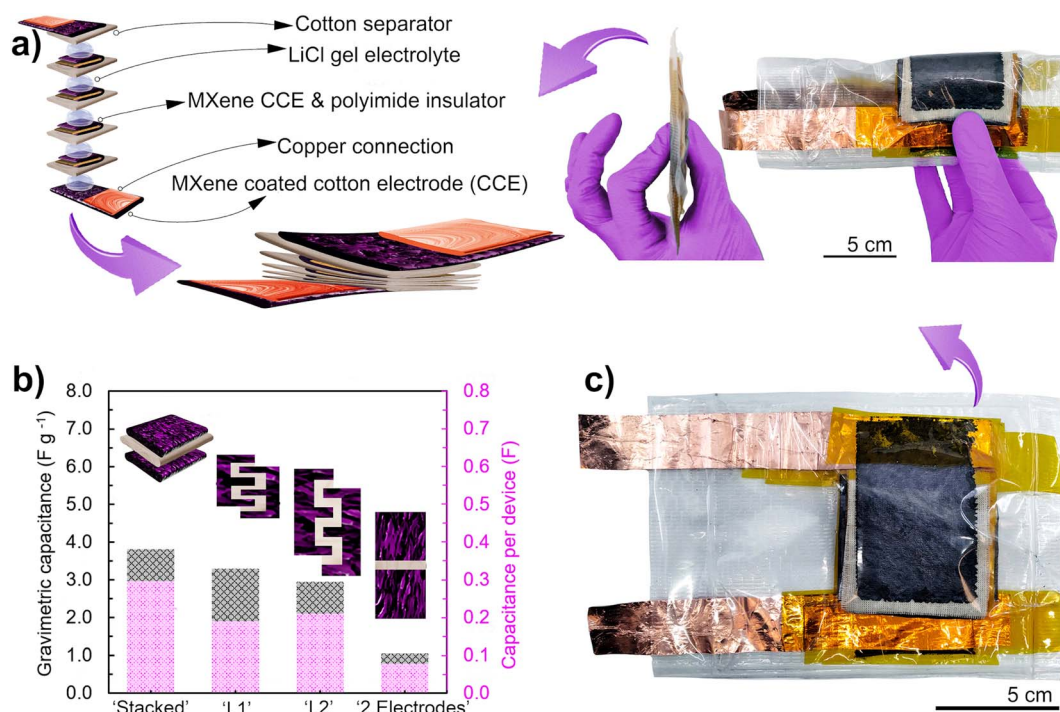 a)
Cotton separator
LiCl gel electrolyte
MXene CCE & polyimide insulator
Copper connection
MXene coated cotton electrode (CCE)
5 cm
b)
Gravimetric capacitance (F g⁻¹)
8.0
7.0
6.0
5.0
4.0
3.0
2.0
1.0
0.0
0.8
0.7
0.6
0.5
0.4
0.3
0.2
0.1
0.0
Capacitance per device (F)
'Stacked'
'L1'
'L2'
'2 Electrodes'
c)
5 cm